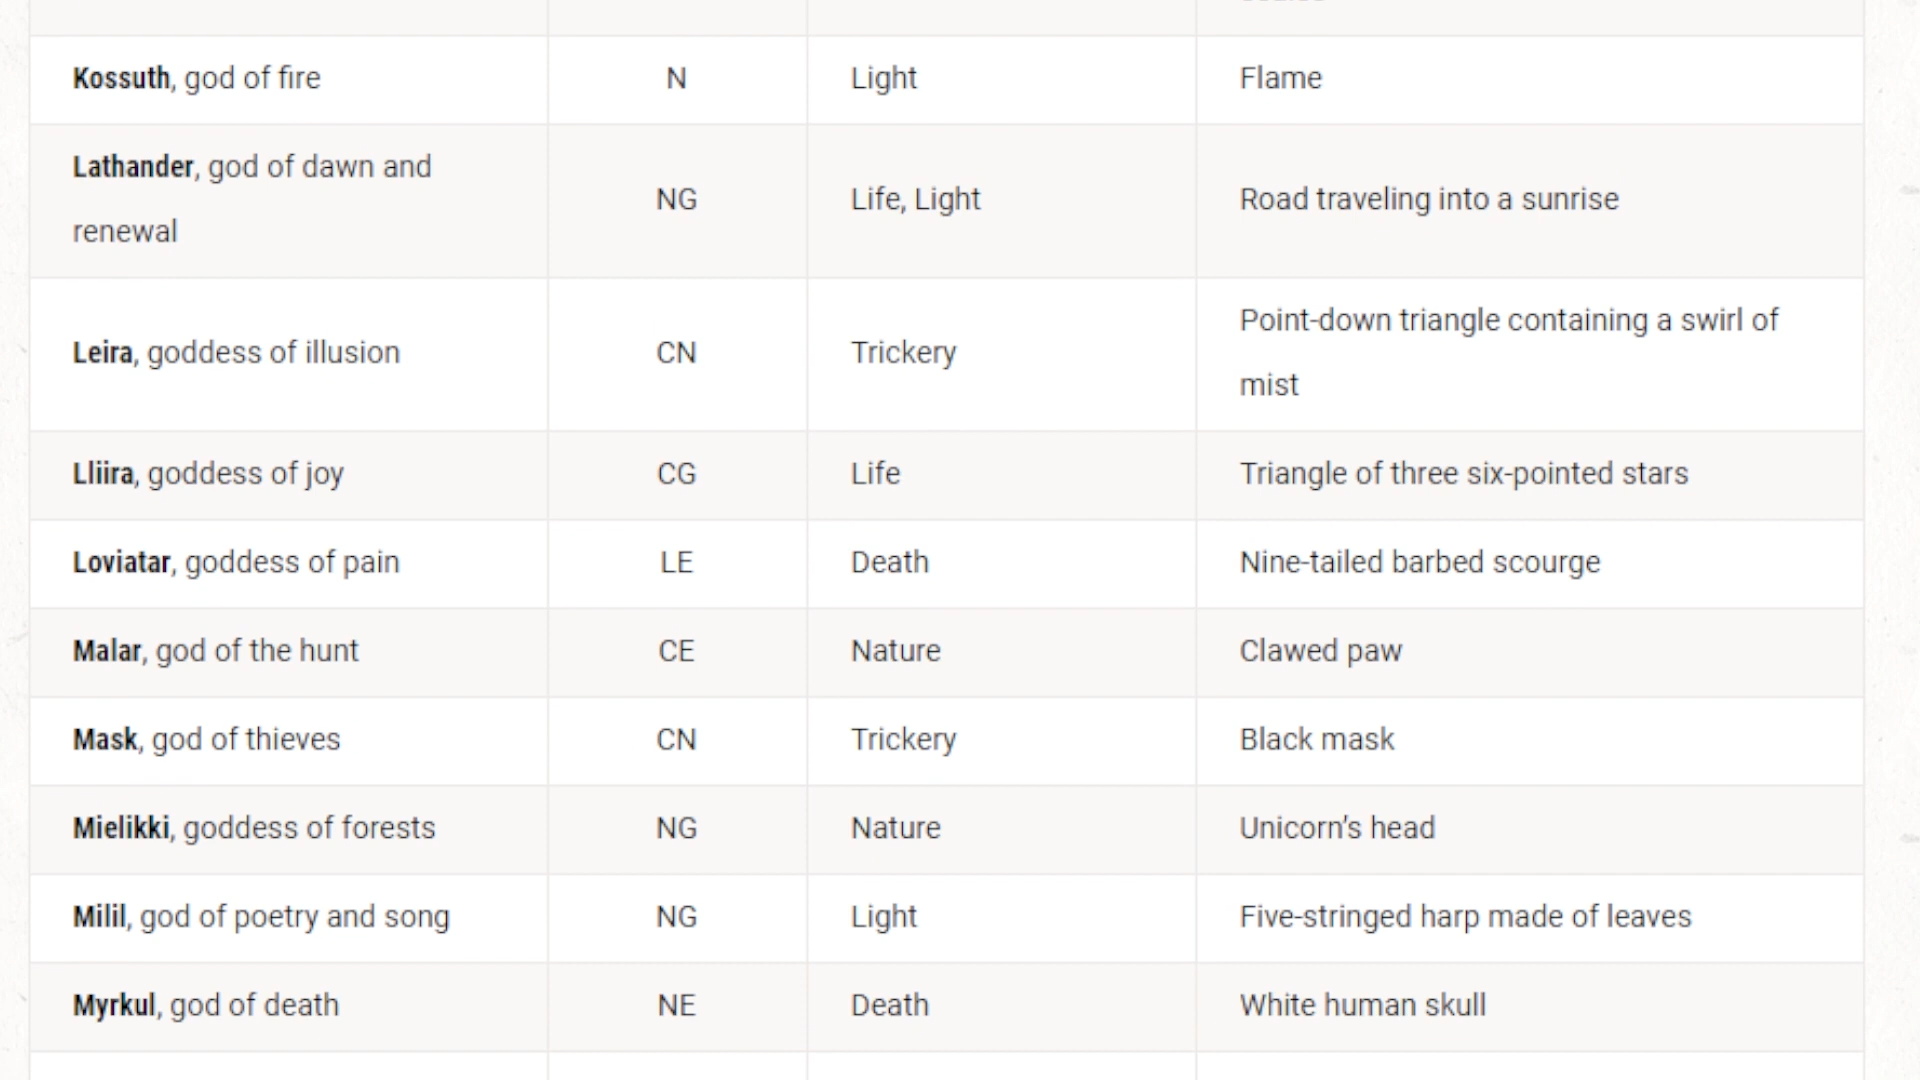 Kossuth, god of fire N Light Flame
Lathander, god of dawn and
renewal
NG Life, Light Road traveling into a sunrise
Leira, goddess of illusion CN Trickery
Point-down triangle containing a swirl of
mist
Lliira, goddess of joy CG Life Triangle of three six-pointed stars
Loviatar, goddess of pain LE Death Nine-tailed barbed scourge
Malar, god of the hunt CE Nature Clawed paw
Mask, god of thieves CN Trickery Black mask
Mielikki, goddess of forests NG Nature Unicorn’s head
Milil, god of poetry and song NG Light Five-stringed harp made of leaves
Myrkul, god of death NE Death White human skull